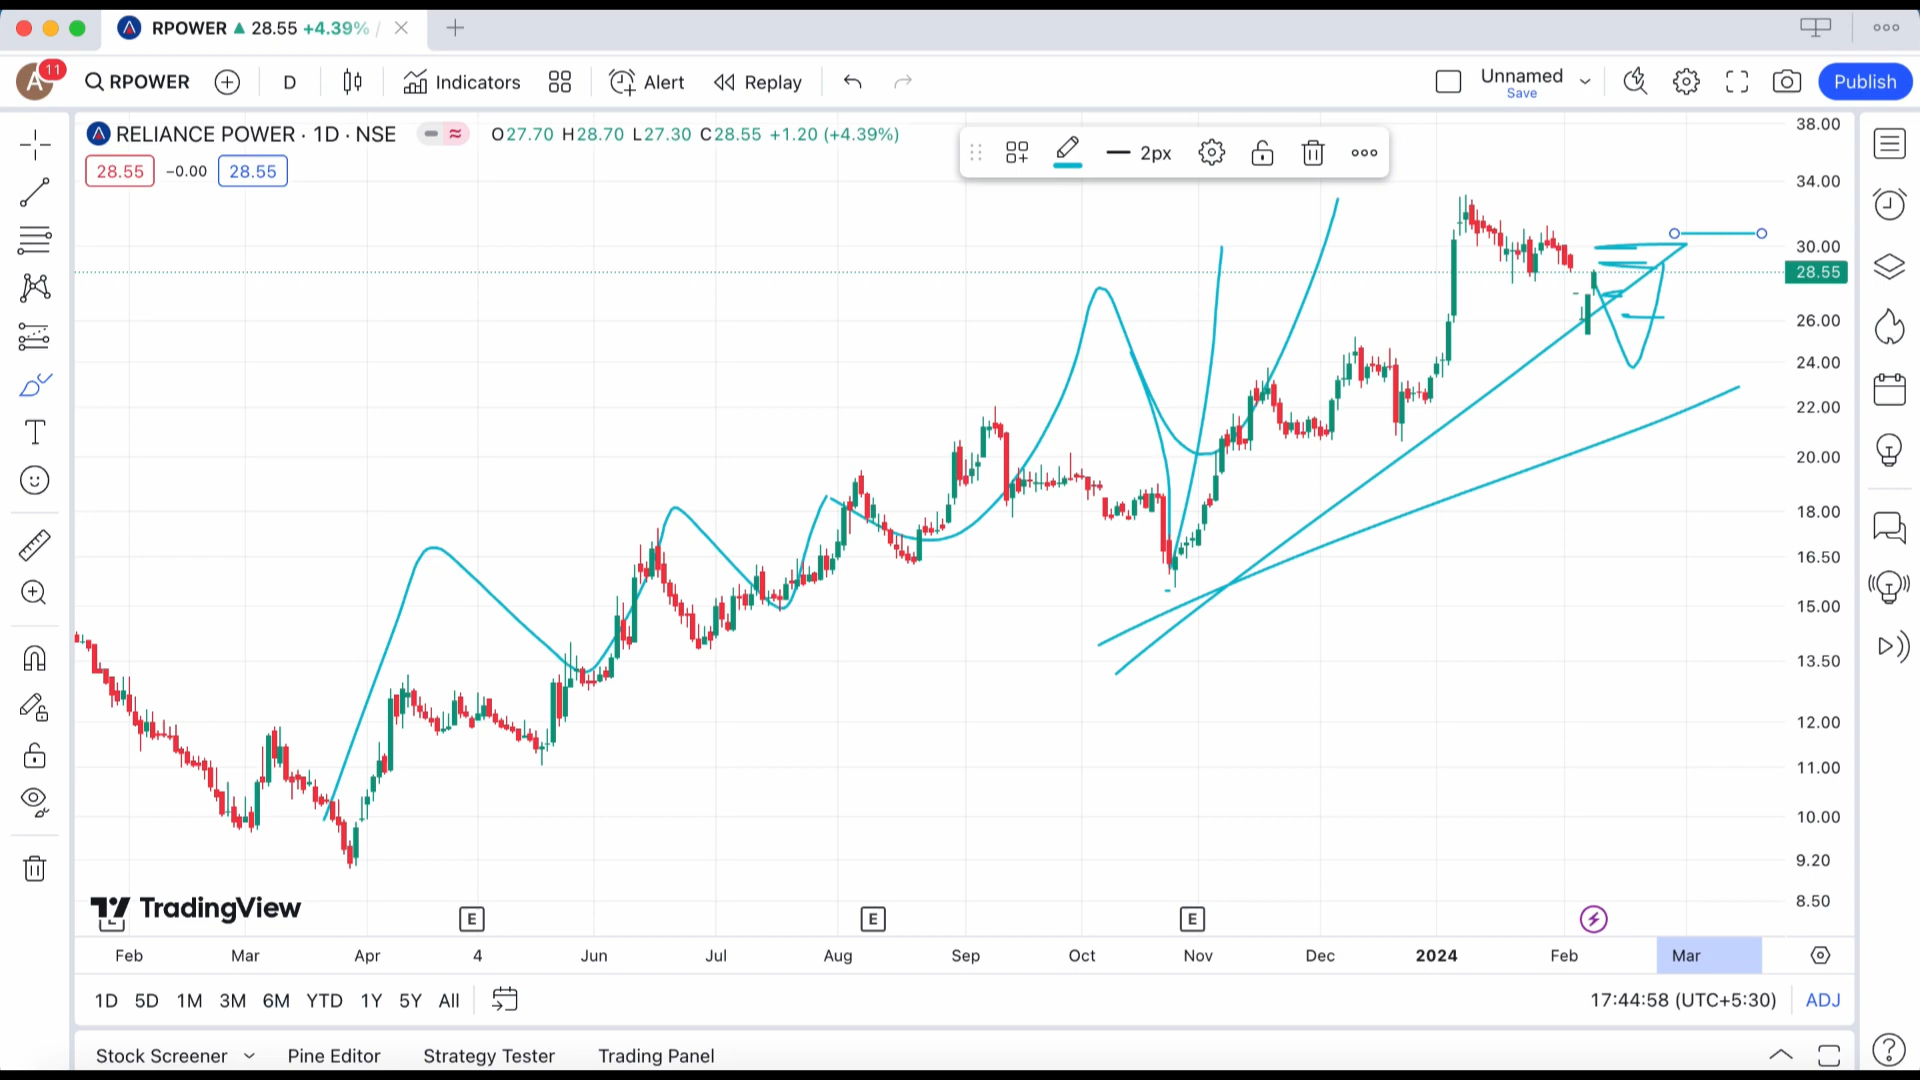 RPOWER ▲ 28.55 +4.39% /
A 11 RPOWER D Indicators Alert Replay Unnamed Save Publish
RELIANCE POWER · 1D · NSE O27.70 H28.70 L27.30 C28.55 +1.20 (+4.39%)
28.55 −0.00 28.55
2px
38.00
34.00
30.00
28.55
26.00
24.00
22.00
20.00
18.00
16.50
15.00
13.50
12.00
11.00
10.00
9.20
8.50
TradingView
E E E
Feb Mar Apr 4 Jun Jul Aug Sep Oct Nov Dec 2024 Feb Mar
1D 5D 1M 3M 6M YTD 1Y 5Y All 17:44:58 (UTC+5:30) ADJ
Stock Screener Pine Editor Strategy Tester Trading Panel